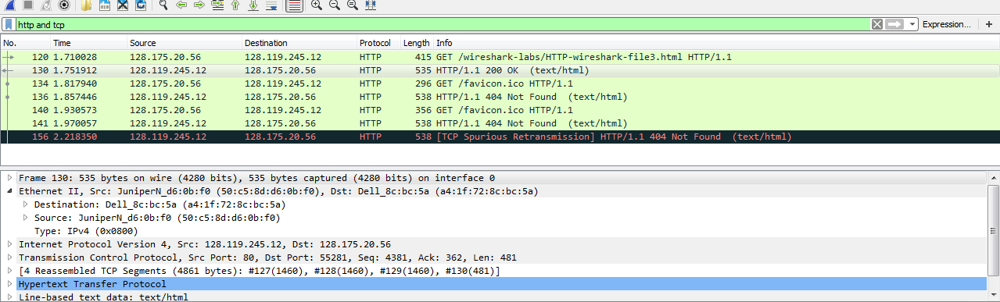 http and tcp Expression... +
No. Time Source Destination Protocol Length Info
120 1.710028 128.175.20.56 128.119.245.12 HTTP 415 GET /wireshark-labs/HTTP-wireshark-file3.html HTTP/1.1
130 1.751912 128.119.245.12 128.175.20.56 HTTP 535 HTTP/1.1 200 OK (text/html)
134 1.817940 128.175.20.56 128.119.245.12 HTTP 296 GET /favicon.ico HTTP/1.1
136 1.857446 128.119.245.12 128.175.20.56 HTTP 538 HTTP/1.1 404 Not Found (text/html)
140 1.930573 128.175.20.56 128.119.245.12 HTTP 356 GET /favicon.ico HTTP/1.1
141 1.970057 128.119.245.12 128.175.20.56 HTTP 538 HTTP/1.1 404 Not Found (text/html)
156 2.218350 128.119.245.12 128.175.20.56 HTTP 538 [TCP Spurious Retransmission] HTTP/1.1 404 Not Found (text/html)
Frame 130: 535 bytes on wire (4280 bits), 535 bytes captured (4280 bits) on interface 0
Ethernet II, Src: JuniperN_d6:0b:f0 (50:c5:8d:d6:0b:f0), Dst: Dell_8c:bc:5a (a4:1f:72:8c:bc:5a)
Destination: Dell_8c:bc:5a (a4:1f:72:8c:bc:5a)
Source: JuniperN_d6:0b:f0 (50:c5:8d:d6:0b:f0)
Type: IPv4 (0x0800)
Internet Protocol Version 4, Src: 128.119.245.12, Dst: 128.175.20.56
Transmission Control Protocol, Src Port: 80, Dst Port: 55281, Seq: 4381, Ack: 362, Len: 481
[4 Reassembled TCP Segments (4861 bytes): #127(1460), #128(1460), #129(1460), #130(481)]
Hypertext Transfer Protocol
Line-based text data: text/html